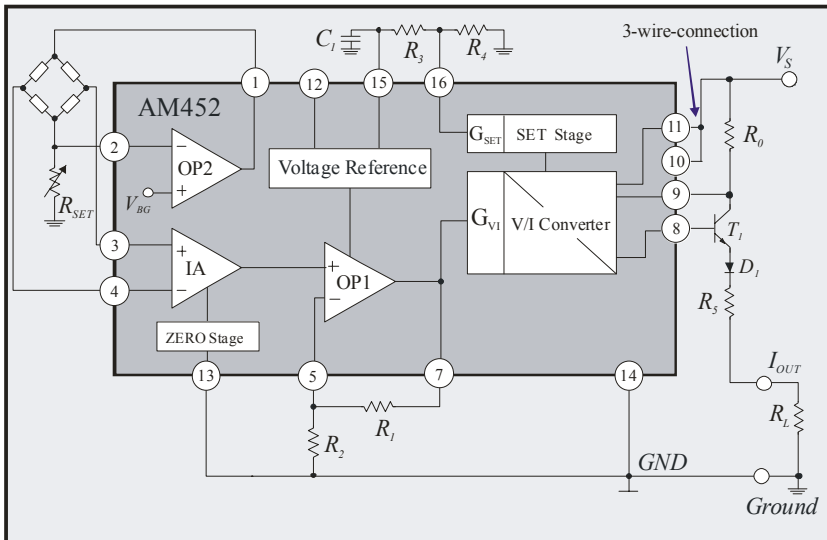 C1
R3
R4
3-wire-connection
VS
1
12
15
16
AM452
11
10
GSET
SET Stage
R0
2
−
OP2
+
VBG
RSET
Voltage Reference
9
GVI
V/I Converter
8
T1
3
+
IA
−
4
+
OP1
−
D1
R5
ZERO Stage
13
5
7
14
IOUT
R1
R2
RL
GND
Ground